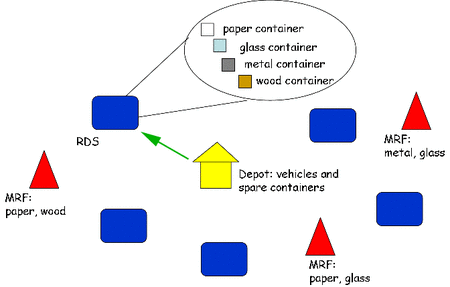 paper container
glass container
metal container
wood container
RDS
MRF:
metal, glass
Depot: vehicles and
spare containers
MRF:
paper, wood
MRF:
paper, glass